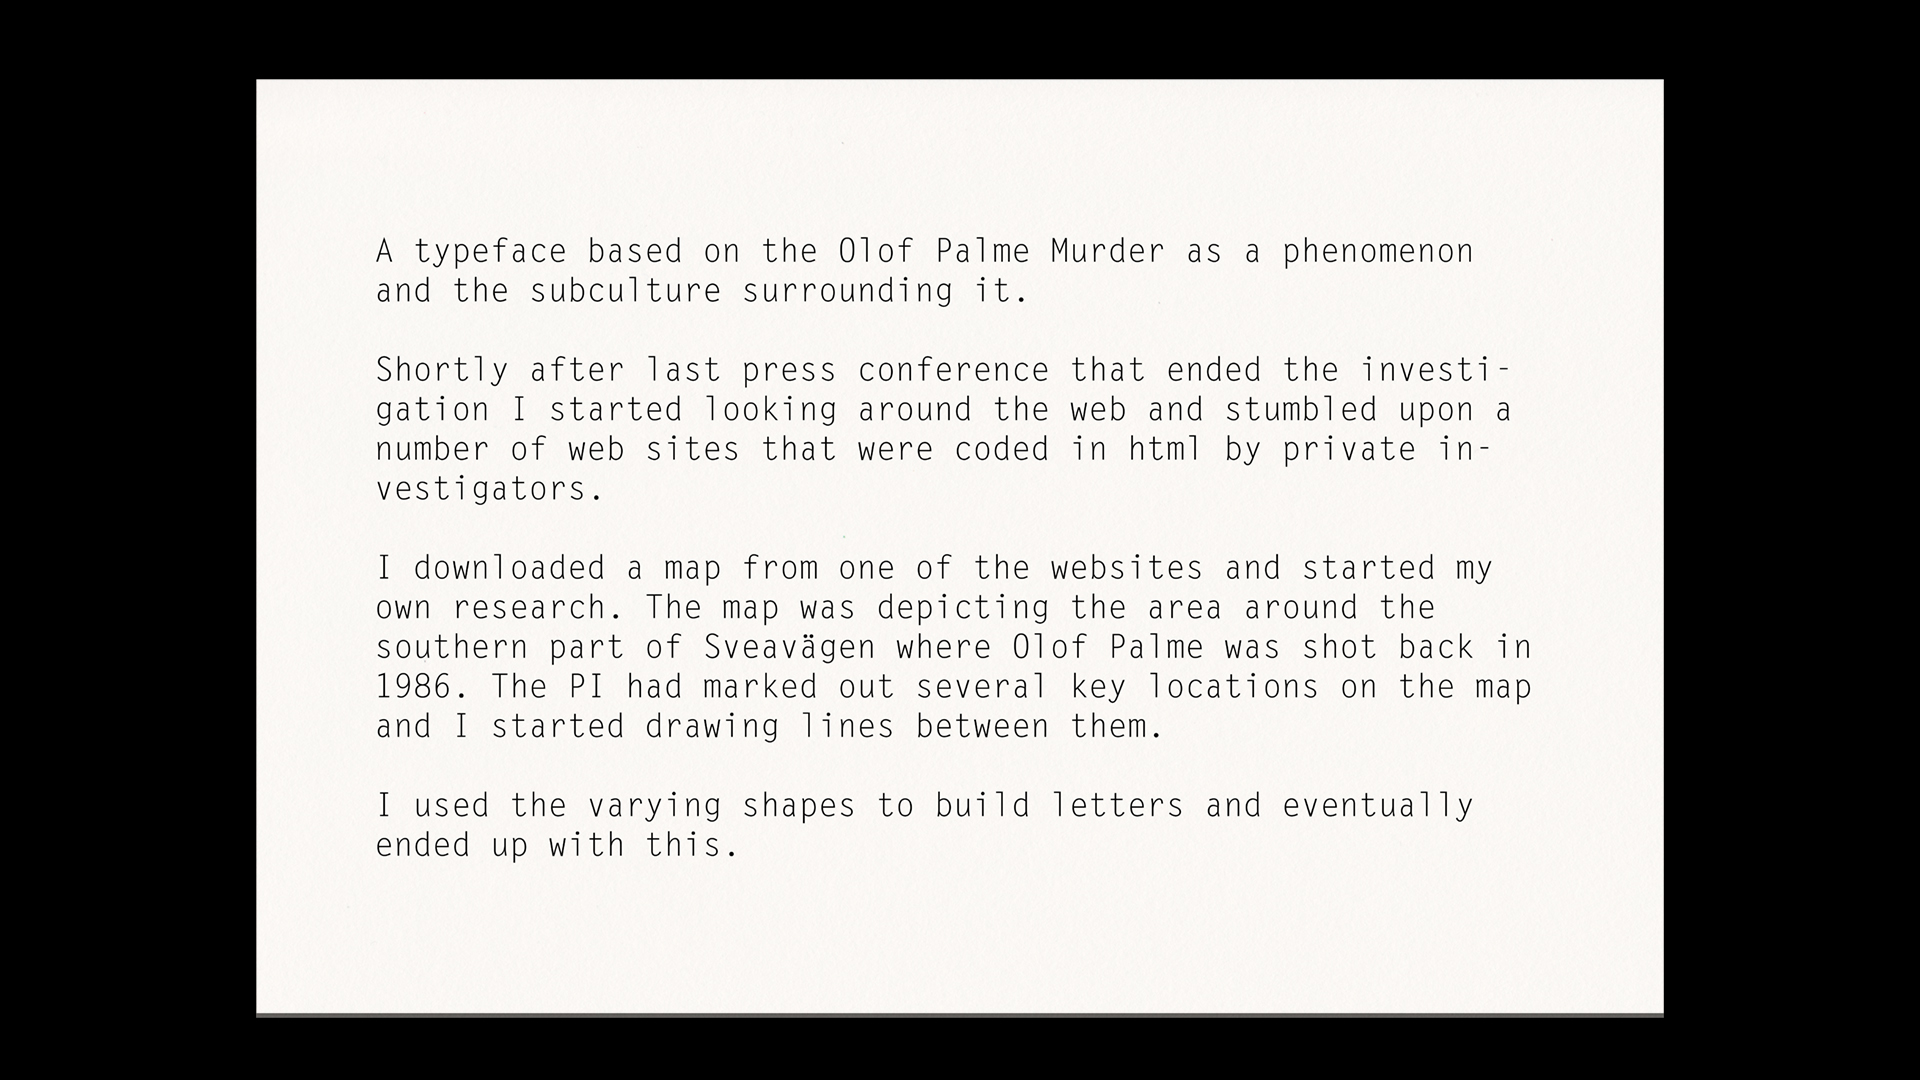 A typeface based on the Olof Palme Murder as a phenomenon
and the subculture surrounding it.
Shortly after last press conference that ended the investi-
gation I started looking around the web and stumbled upon a
number of web sites that were coded in html by private in-
vestigators.
I downloaded a map from one of the websites and started my
own research. The map was depicting the area around the
southern part of Sveavägen where Olof Palme was shot back in
1986. The PI had marked out several key locations on the map
and I started drawing lines between them.
I used the varying shapes to build letters and eventually
ended up with this.